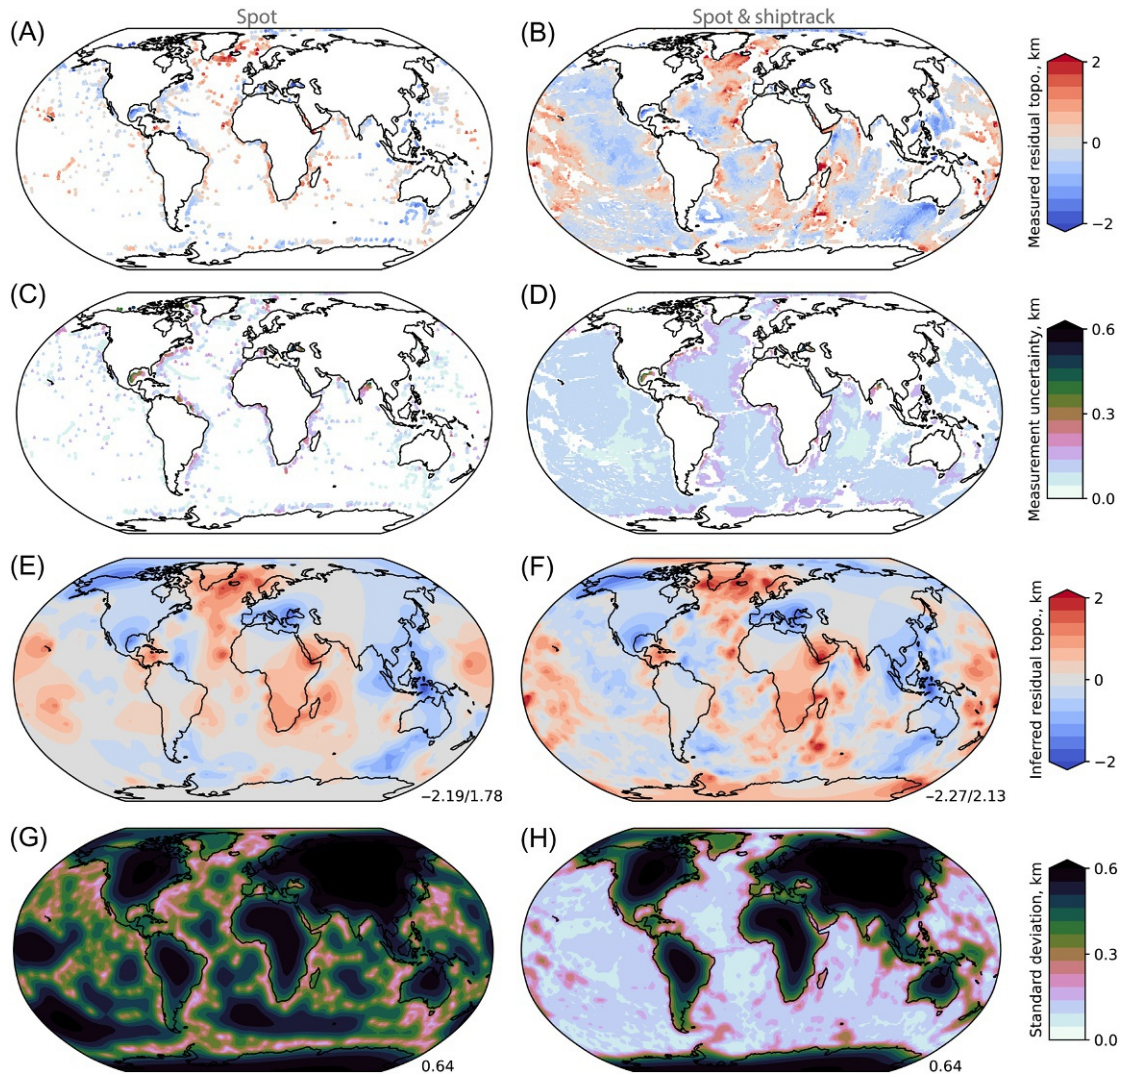 Spot
Spot & shiptrack
(A)
(B)
2
0
−2
Measured residual topo., km
(C)
(D)
0.6
0.3
0.0
Measurement uncertainty, km
(E)
(F)
2
0
−2
Inferred residual topo., km
−2.19/1.78
−2.27/2.13
(G)
(H)
0.6
0.3
0.0
Standard deviation, km
0.64
0.64